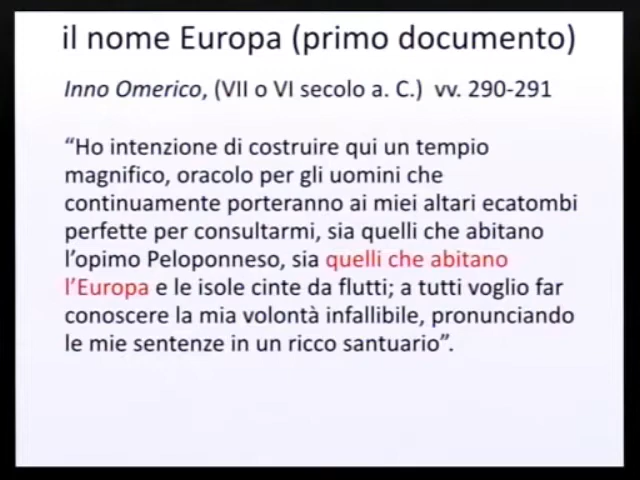 il nome Europa (primo documento)
Inno Omerico, (VII o VI secolo a. C.) vv. 290-291
“Ho intenzione di costruire qui un tempio
magnifico, oracolo per gli uomini che
continuamente porteranno ai miei altari ecatombi
perfette per consultarmi, sia quelli che abitano
l’opimo Peloponneso, sia quelli che abitano
l’Europa e le isole cinte da flutti; a tutti voglio far
conoscere la mia volontà infallibile, pronunciando
le mie sentenze in un ricco santuario”.